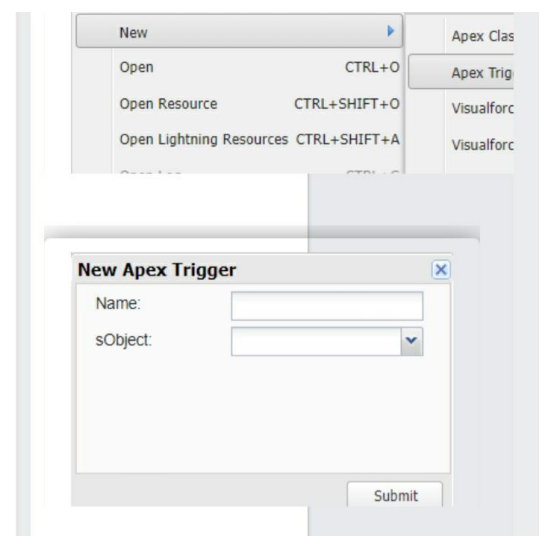 New
Apex Clas
Open CTRL+O
Apex Trig
Open Resource CTRL+SHIFT+O
Visualforc
Open Lightning Resources CTRL+SHIFT+A
Visualforc
New Apex Trigger
Name:
sObject:
Submit